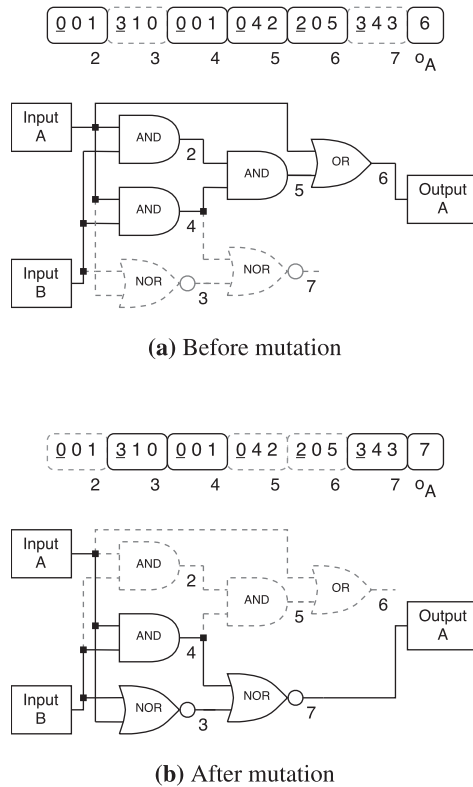 0 0 1 3 1 0 0 0 1 0 4 2 2 0 5 3 4 3 6
2 3 4 5 6 7 oA
Input A
AND
2
AND
OR
5
6
AND
4
Output A
Input B
NOR
3
NOR
7
(a) Before mutation
0 0 1 3 1 0 0 0 1 0 4 2 2 0 5 3 4 3 7
2 3 4 5 6 7 oA
Input A
AND
2
AND
OR
5
6
AND
4
Output A
Input B
NOR
3
NOR
7
(b) After mutation